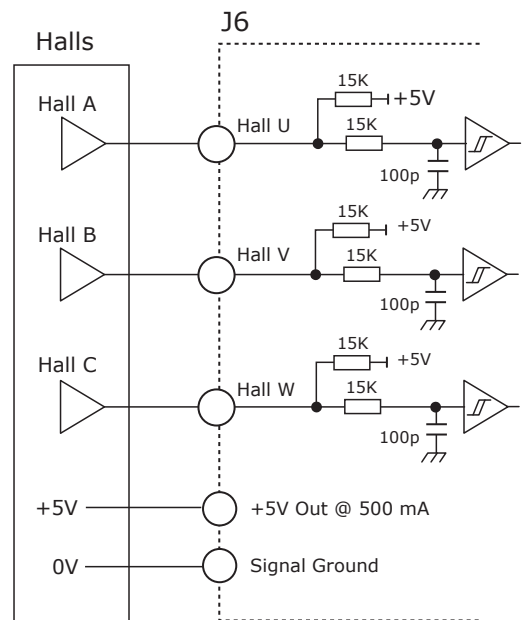 J6
Halls
15K
Hall A
+5V
Hall U
15K
100p
15K
Hall B
+5V
Hall V
15K
100p
15K
Hall C
+5V
Hall W
15K
100p
+5V
+5V Out @ 500 mA
0V
Signal Ground